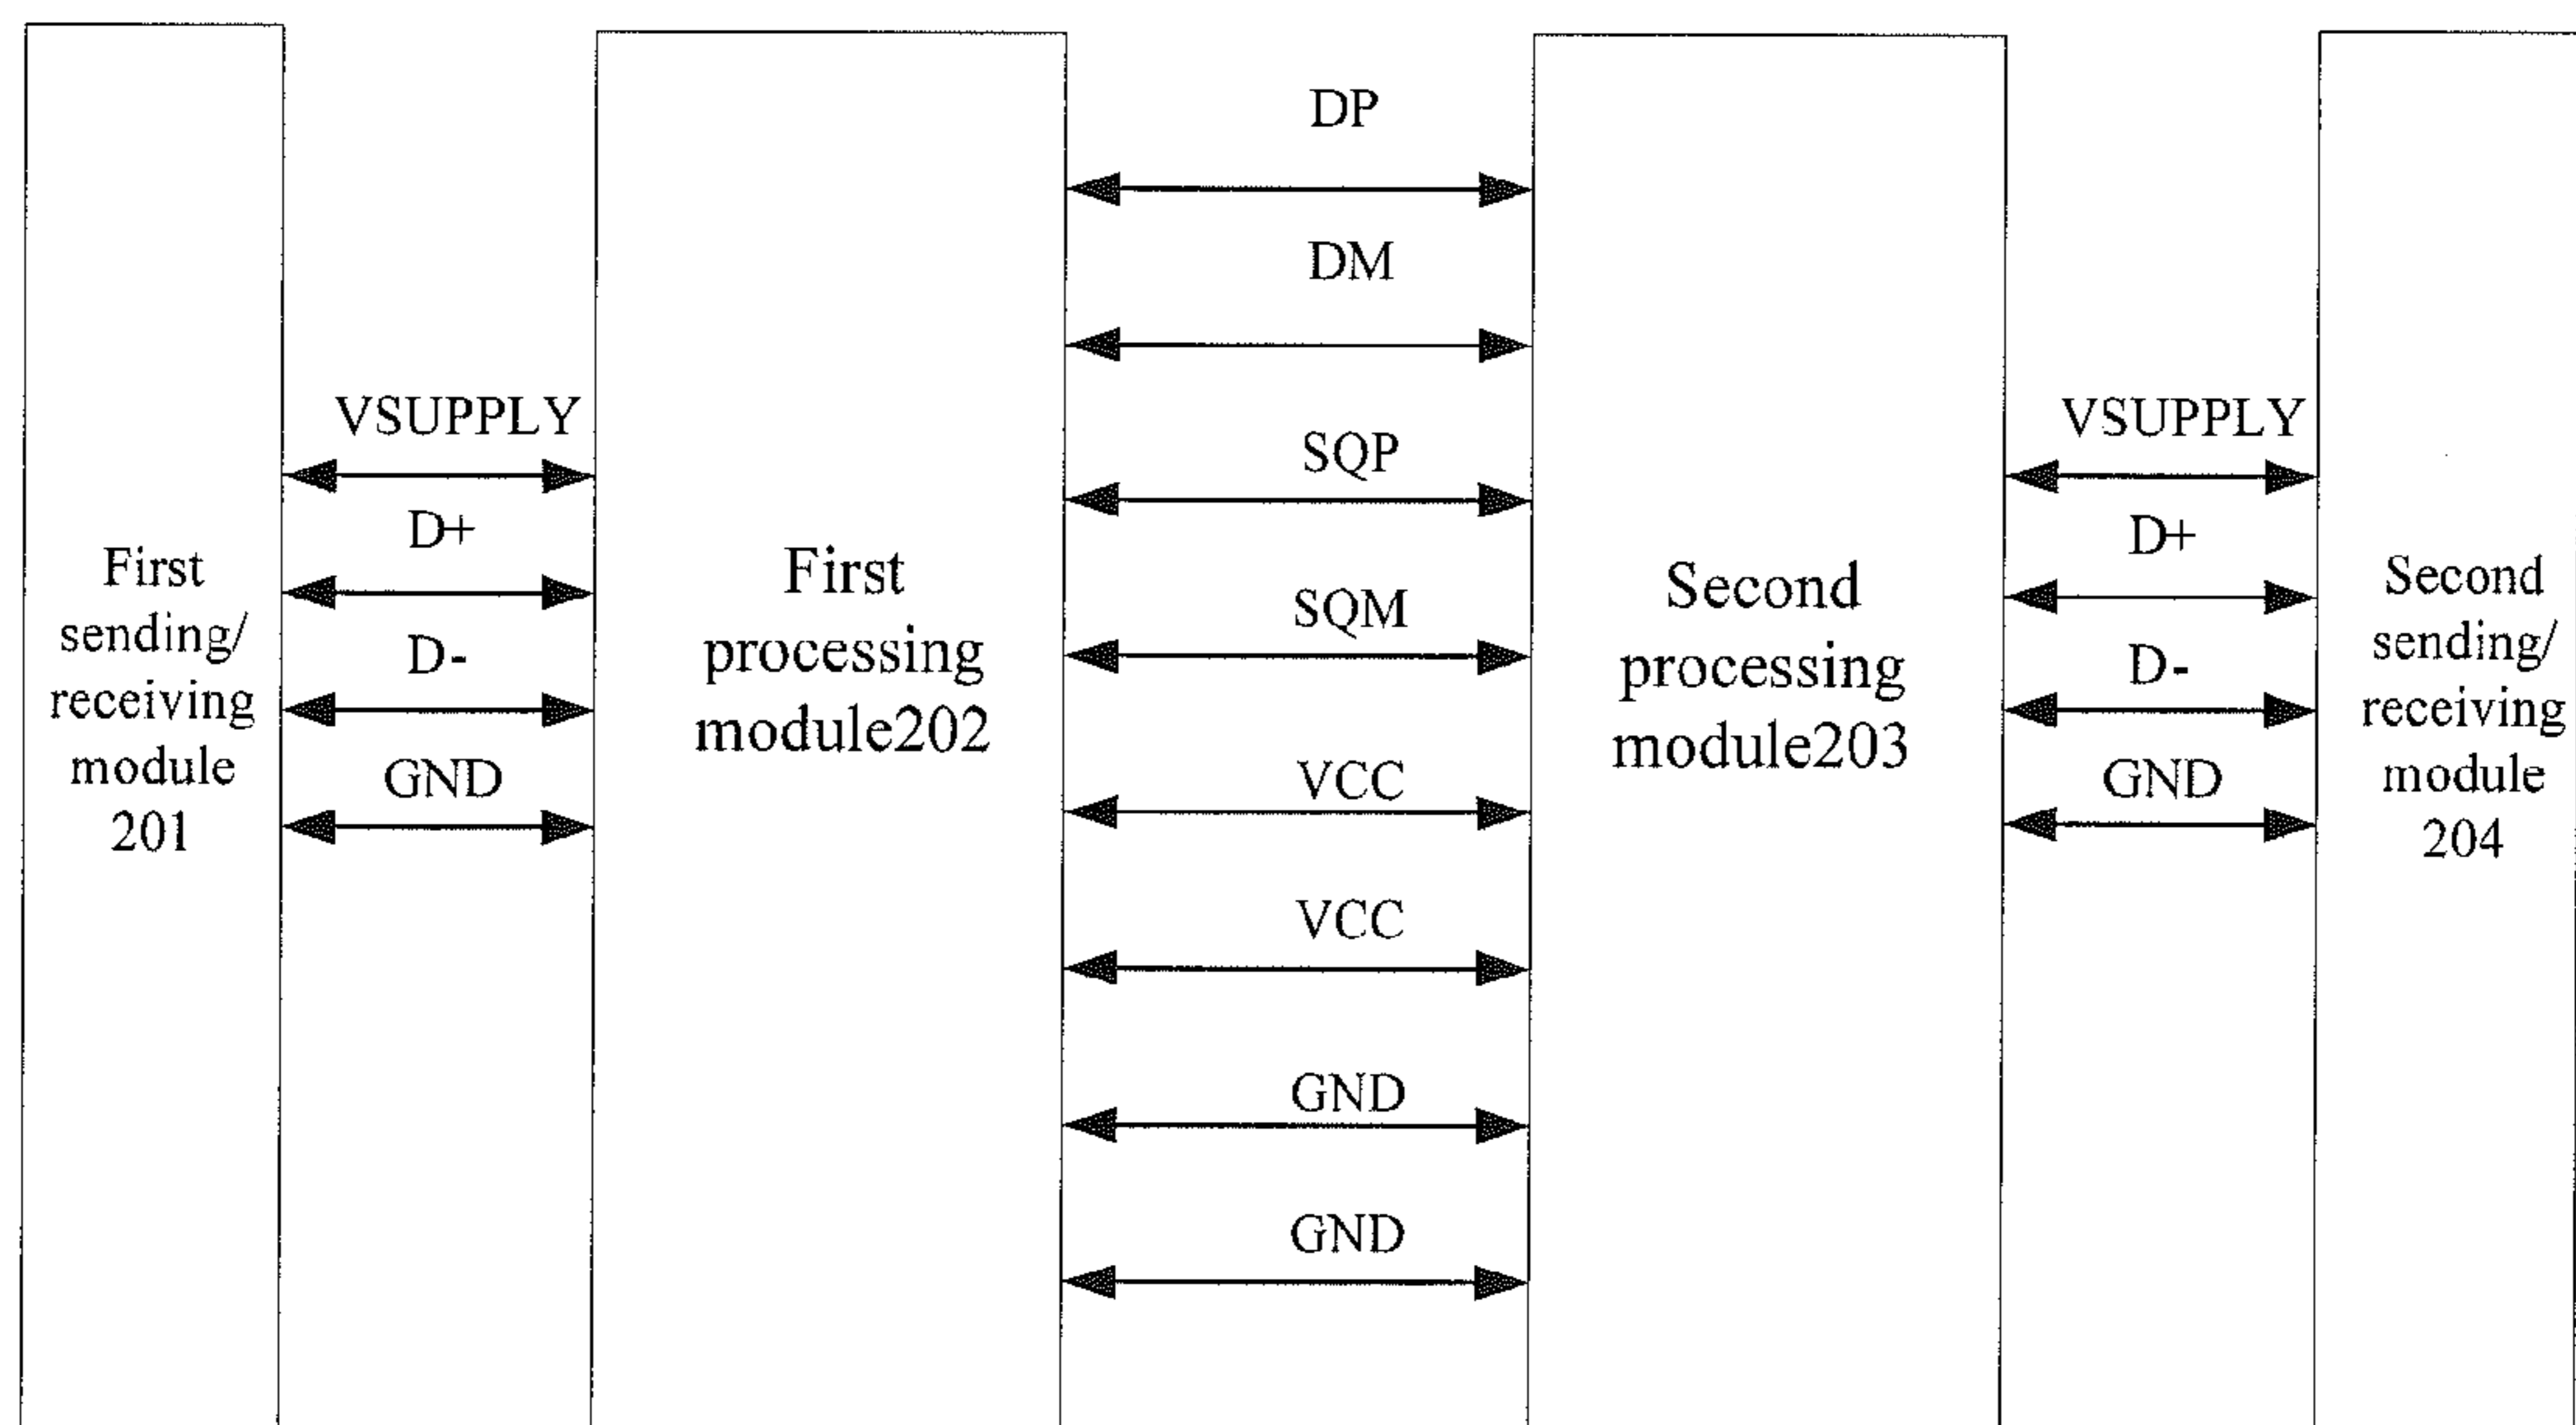 First
sending/
receiving
module
201
VSUPPLY
D+
D-
GND
First
processing
module202
DP
DM
SQP
SQM
VCC
VCC
GND
GND
Second
processing
module203
VSUPPLY
D+
D-
GND
Second
sending/
receiving
module
204